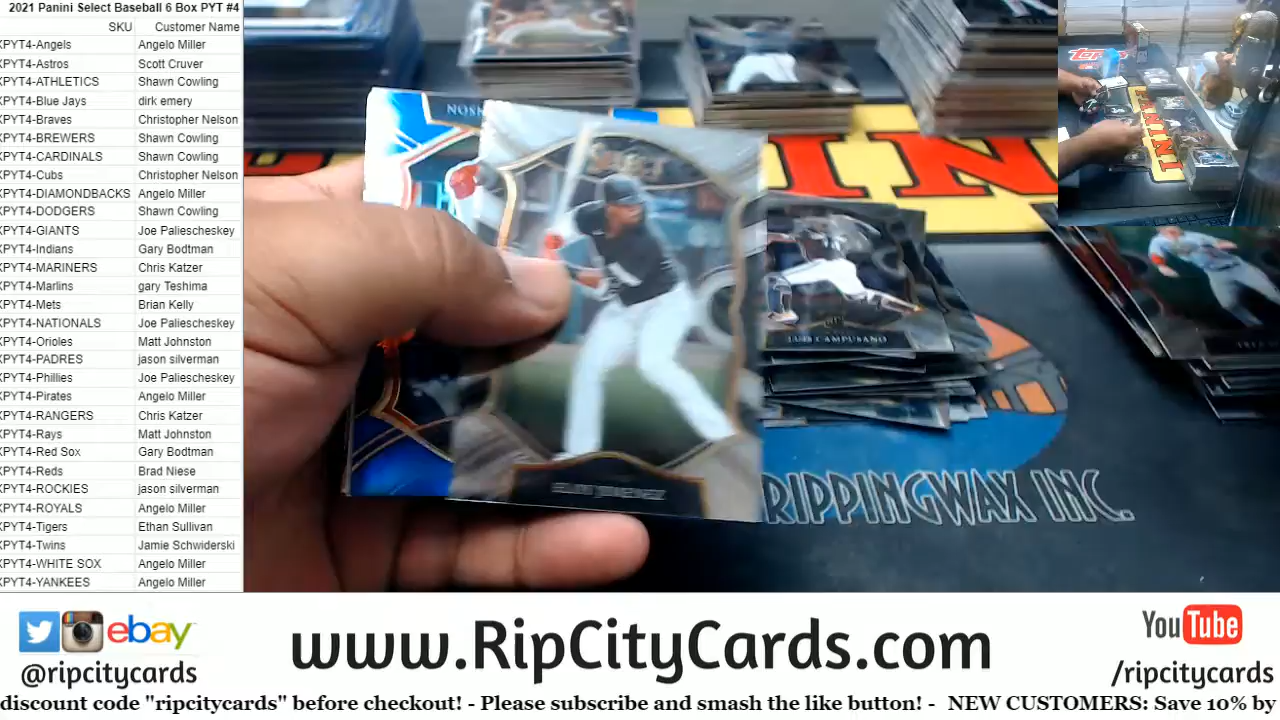 2021 Panini Select Baseball 6 Box PYT #4
SKU Customer Name
XPYT4-Angels Angelo Miller
XPYT4-Astros Scott Cruver
XPYT4-ATHLETICS Shawn Cowling
XPYT4-Blue Jays dirk emery
XPYT4-Braves Christopher Nelson
XPYT4-BREWERS Shawn Cowling
XPYT4-CARDINALS Shawn Cowling
XPYT4-Cubs Christopher Nelson
XPYT4-DIAMONDBACKS Angelo Miller
XPYT4-DODGERS Shawn Cowling
XPYT4-GIANTS Joe Paliescheskey
XPYT4-Indians Gary Bodtman
XPYT4-MARINERS Chris Katzer
XPYT4-Marlins gary Teshima
XPYT4-Mets Brian Kelly
XPYT4-NATIONALS Joe Paliescheskey
XPYT4-Orioles Matt Johnston
XPYT4-PADRES jason silverman
XPYT4-Phillies Joe Paliescheskey
XPYT4-Pirates Angelo Miller
XPYT4-RANGERS Chris Katzer
XPYT4-Rays Matt Johnston
XPYT4-Red Sox Gary Bodtman
XPYT4-Reds Brad Niese
XPYT4-ROCKIES jason silverman
XPYT4-ROYALS Angelo Miller
XPYT4-Tigers Ethan Sullivan
XPYT4-Twins Jamie Schwiderski
XPYT4-WHITE SOX Angelo Miller
XPYT4-YANKEES Angelo Miller
TOPPS
PANINI
INI
SELECT
LUIS CAMPUSANO
ELOY JIMENEZ
RIPPINGWAX INC.
ebay
@ripcitycards
www.RipCityCards.com
YouTube
/ripcitycards
discount code "ripcitycards" before checkout! - Please subscribe and smash the like button! - NEW CUSTOMERS: Save 10% by